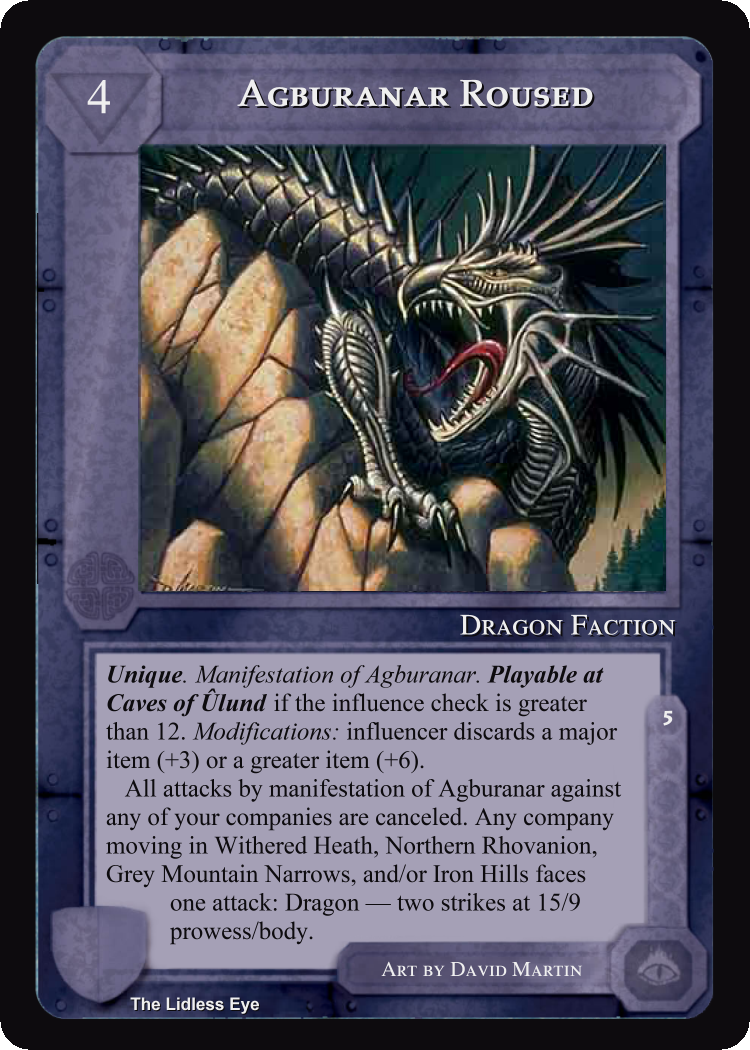 4
AGBURANAR ROUSED
DRAGON FACTION
Unique. Manifestation of Agburanar. Playable at
Caves of Ûlund if the influence check is greater
than 12. Modifications: influencer discards a major
item (+3) or a greater item (+6).
All attacks by manifestation of Agburanar against
any of your companies are canceled. Any company
moving in Withered Heath, Northern Rhovanion,
Grey Mountain Narrows, and/or Iron Hills faces
one attack: Dragon — two strikes at 15/9
prowess/body.
5
ART BY DAVID MARTIN
The Lidless Eye